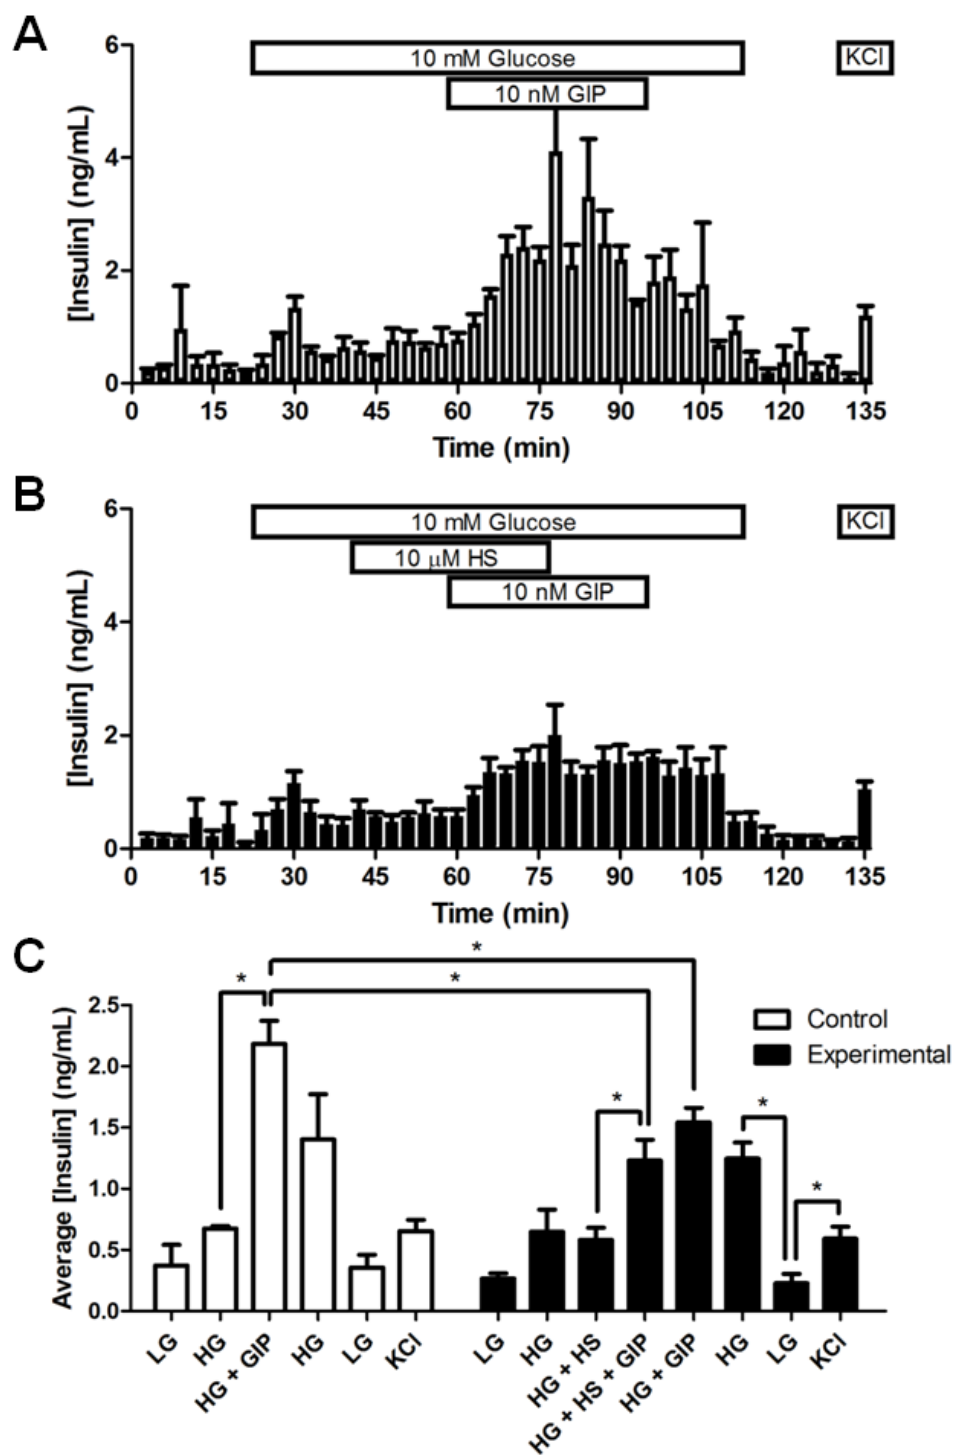 A
6
10 mM Glucose
KCl
10 nM GIP
4
2
0
[Insulin] (ng/mL)
0 15 30 45 60 75 90 105 120 135
Time (min)
B
6
10 mM Glucose
KCl
10 μM HS
10 nM GIP
4
2
0
[Insulin] (ng/mL)
0 15 30 45 60 75 90 105 120 135
Time (min)
C
*
* *
2.5
Control
Experimental
2.0
* *
1.5
*
1.0
0.5
0.0
Average [Insulin] (ng/mL)
LG HG HG + GIP HG LG KCl LG HG HG + HS HG + HS + GIP HG + GIP HG LG KCl